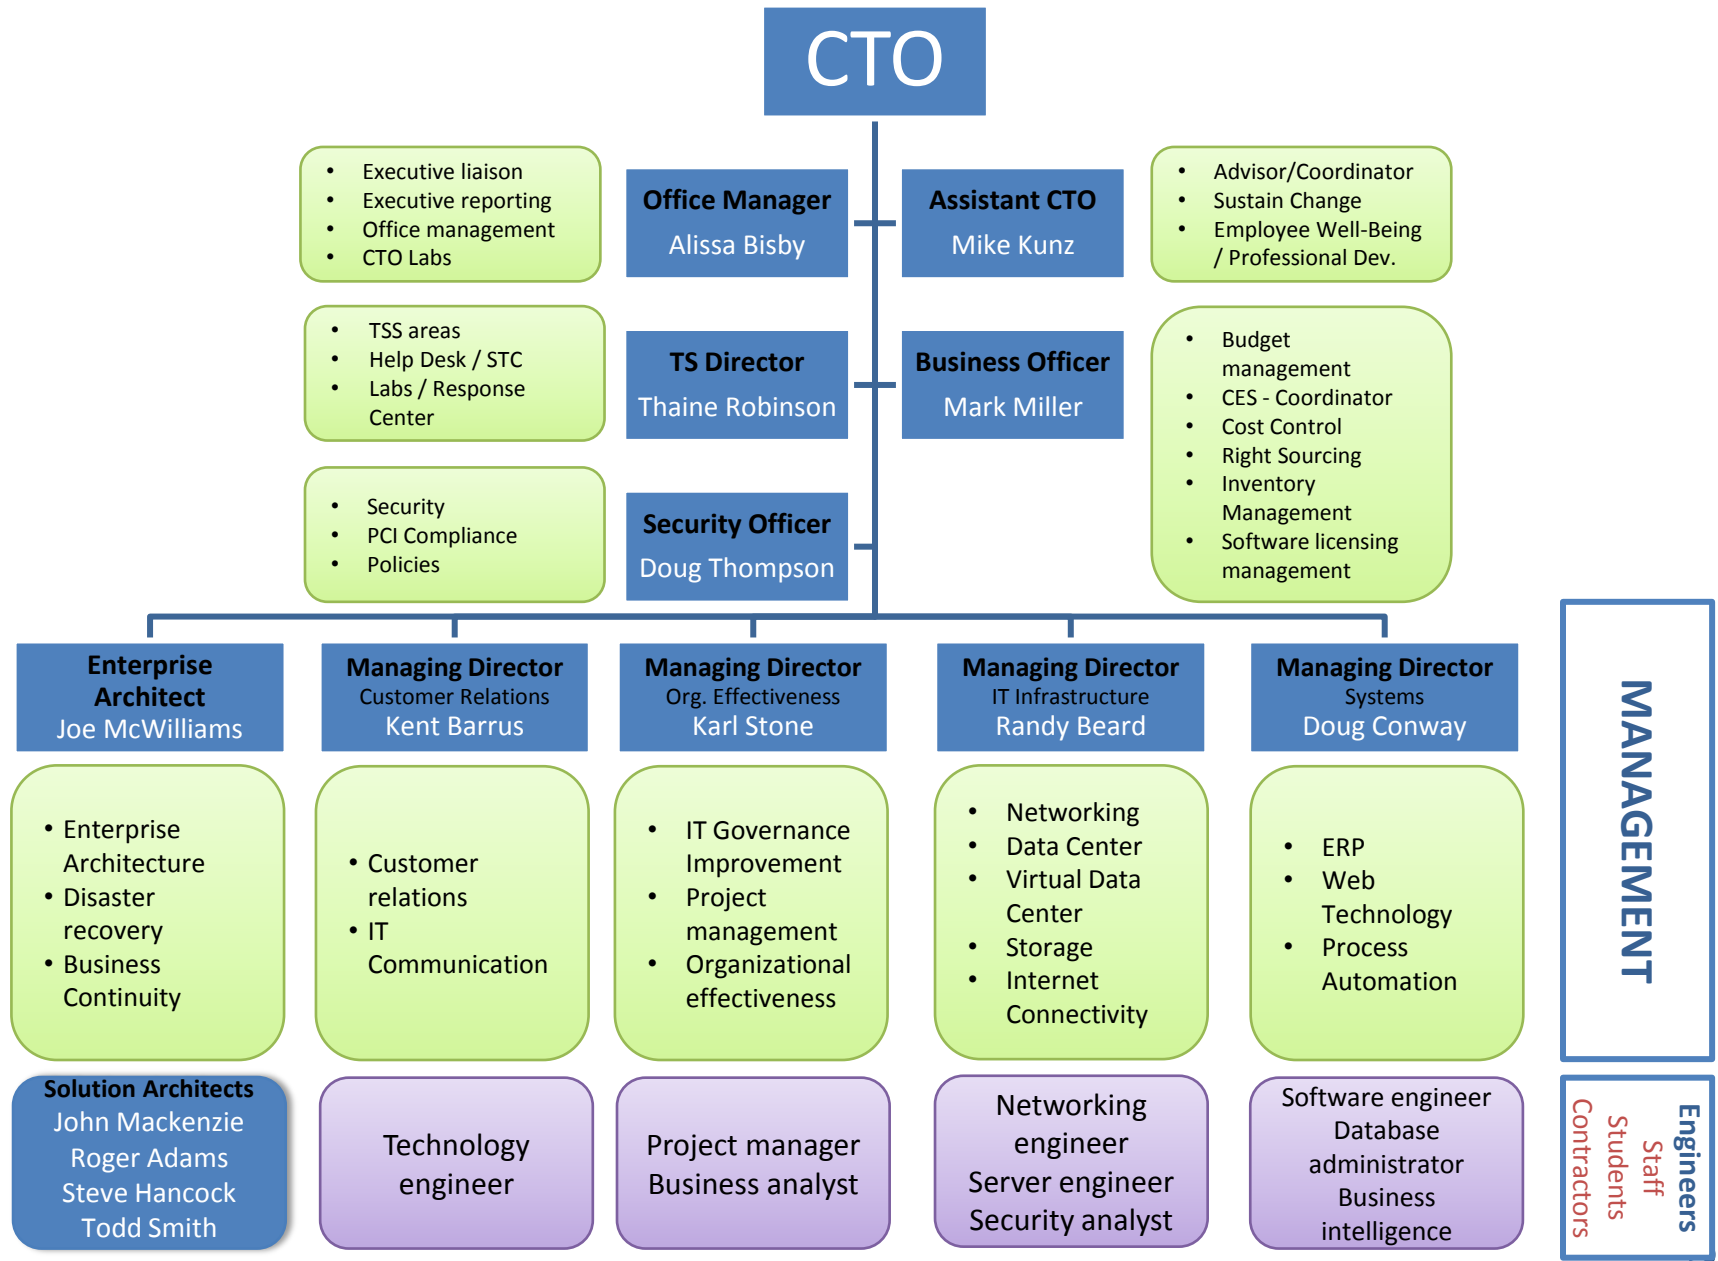 CTO
• Executive liaison
• Executive reporting
• Office management
• CTO Labs
Office Manager
Alissa Bisby
Assistant CTO
Mike Kunz
• Advisor/Coordinator
• Sustain Change
• Employee Well-Being
/ Professional Dev.
• TSS areas
• Help Desk / STC
• Labs / Response
Center
TS Director
Thaine Robinson
Business Officer
Mark Miller
• Budget
management
• CES - Coordinator
• Cost Control
• Right Sourcing
• Inventory
Management
• Software licensing
management
• Security
• PCI Compliance
• Policies
Security Officer
Doug Thompson
Enterprise
Architect
Joe McWilliams
Managing Director
Customer Relations
Kent Barrus
Managing Director
Org. Effectiveness
Karl Stone
Managing Director
IT Infrastructure
Randy Beard
Managing Director
Systems
Doug Conway
• Enterprise
Architecture
• Disaster
recovery
• Business
Continuity
• Customer
relations
• IT
Communication
• IT Governance
Improvement
• Project
management
• Organizational
effectiveness
• Networking
• Data Center
• Virtual Data
Center
• Storage
• Internet
Connectivity
• ERP
• Web
Technology
• Process
Automation
MANAGEMENT
Solution Architects
John Mackenzie
Roger Adams
Steve Hancock
Todd Smith
Technology
engineer
Project manager
Business analyst
Networking
engineer
Server engineer
Security analyst
Software engineer
Database
administrator
Business
intelligence
Engineers
Staff
Students
Contractors